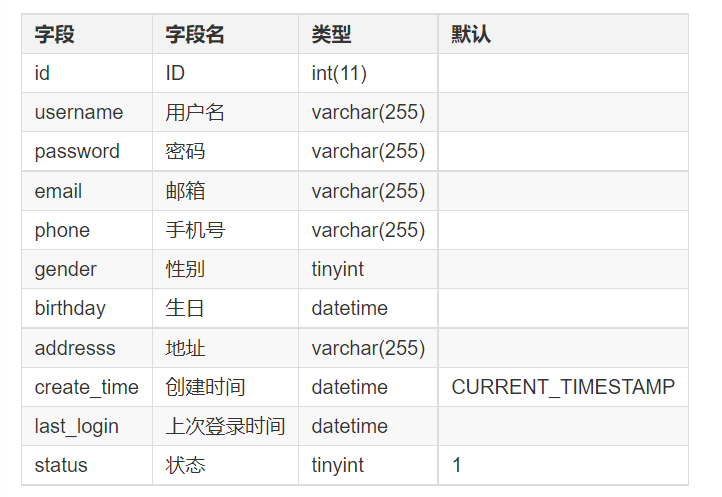 字段 字段名 类型 默认
id ID int(11)
username 用户名 varchar(255)
password 密码 varchar(255)
email 邮箱 varchar(255)
phone 手机号 varchar(255)
gender 性别 tinyint
birthday 生日 datetime
addresss 地址 varchar(255)
create_time 创建时间 datetime CURRENT_TIMESTAMP
last_login 上次登录时间 datetime
status 状态 tinyint 1